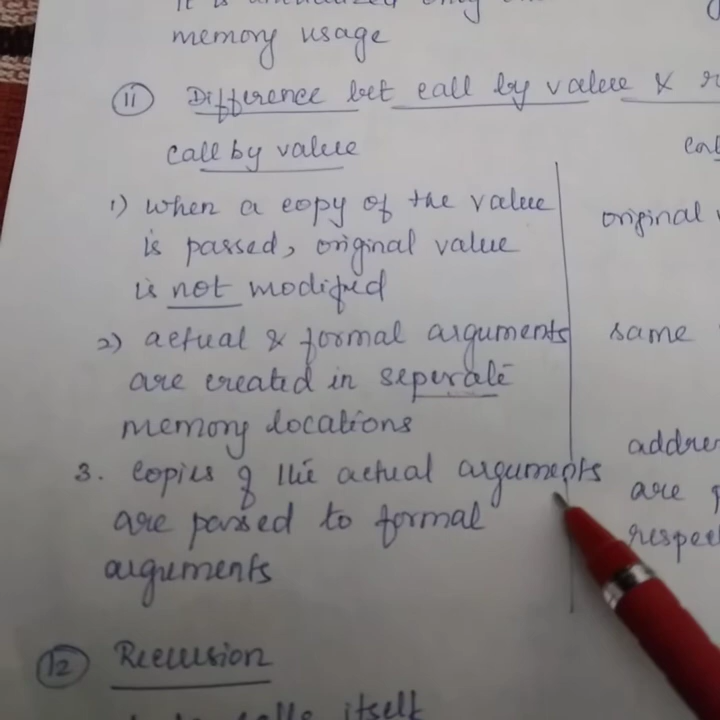 memory usage
(11) Difference bet call by value &
call by value
1) when a copy of the value
is passed, original value
is not modified
original
2) actual & formal arguments
are created in seperate
memory locations
same
3. copies of the actual arguments
are passed to formal
arguments
are
(12) Recursion
calls itself